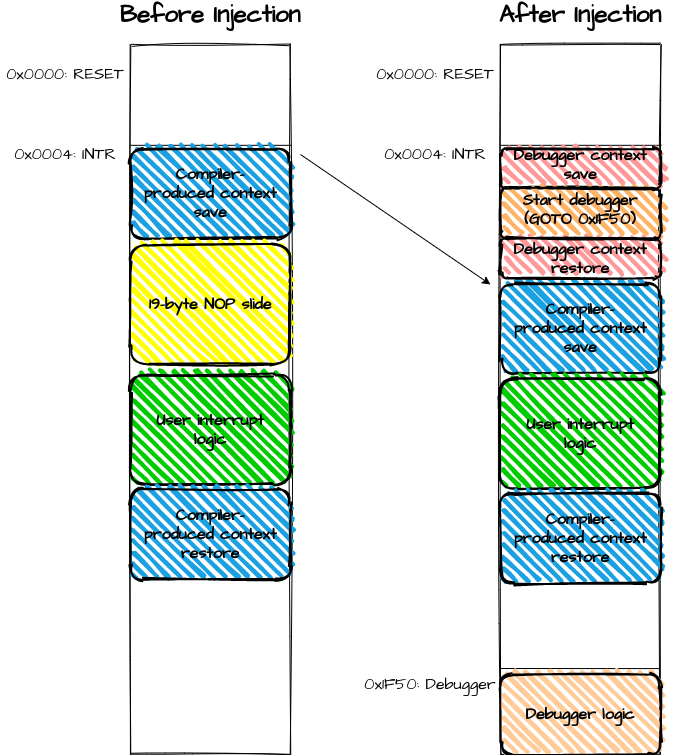 Before Injection
0x0000: RESET
0x0004: INTR
Compiler-
produced context
save
19-byte NOP slide
User interrupt
logic
Compiler-
produced context
restore
After Injection
0x0000: RESET
0x0004: INTR
Debugger context
save
Start debugger
(GOTO 0x1F50)
Debugger context
restore
Compiler-
produced context
save
User interrupt
logic
Compiler-
produced context
restore
0x1F50: Debugger
Debugger logic